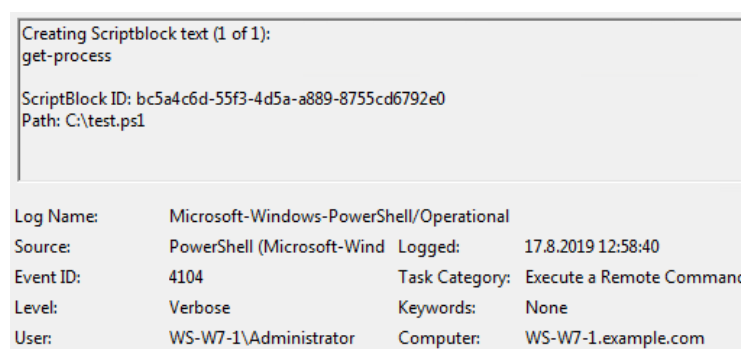 Creating Scriptblock text (1 of 1):
get-process
ScriptBlock ID: bc5a4c6d-55f3-4d5a-a889-8755cd6792e0
Path: C:\test.ps1
Log Name: Microsoft-Windows-PowerShell/Operational
Source: PowerShell (Microsoft-Wind Logged: 17.8.2019 12:58:40
Event ID: 4104 Task Category: Execute a Remote Command
Level: Verbose Keywords: None
User: WS-W7-1\Administrator Computer: WS-W7-1.example.com